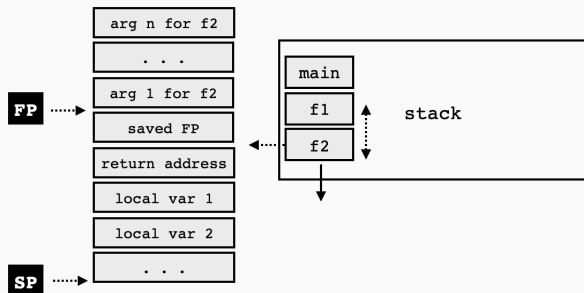 arg n for f2
. . .
arg 1 for f2
saved FP
return address
local var 1
local var 2
. . .
FP
SP
main
f1
f2
stack